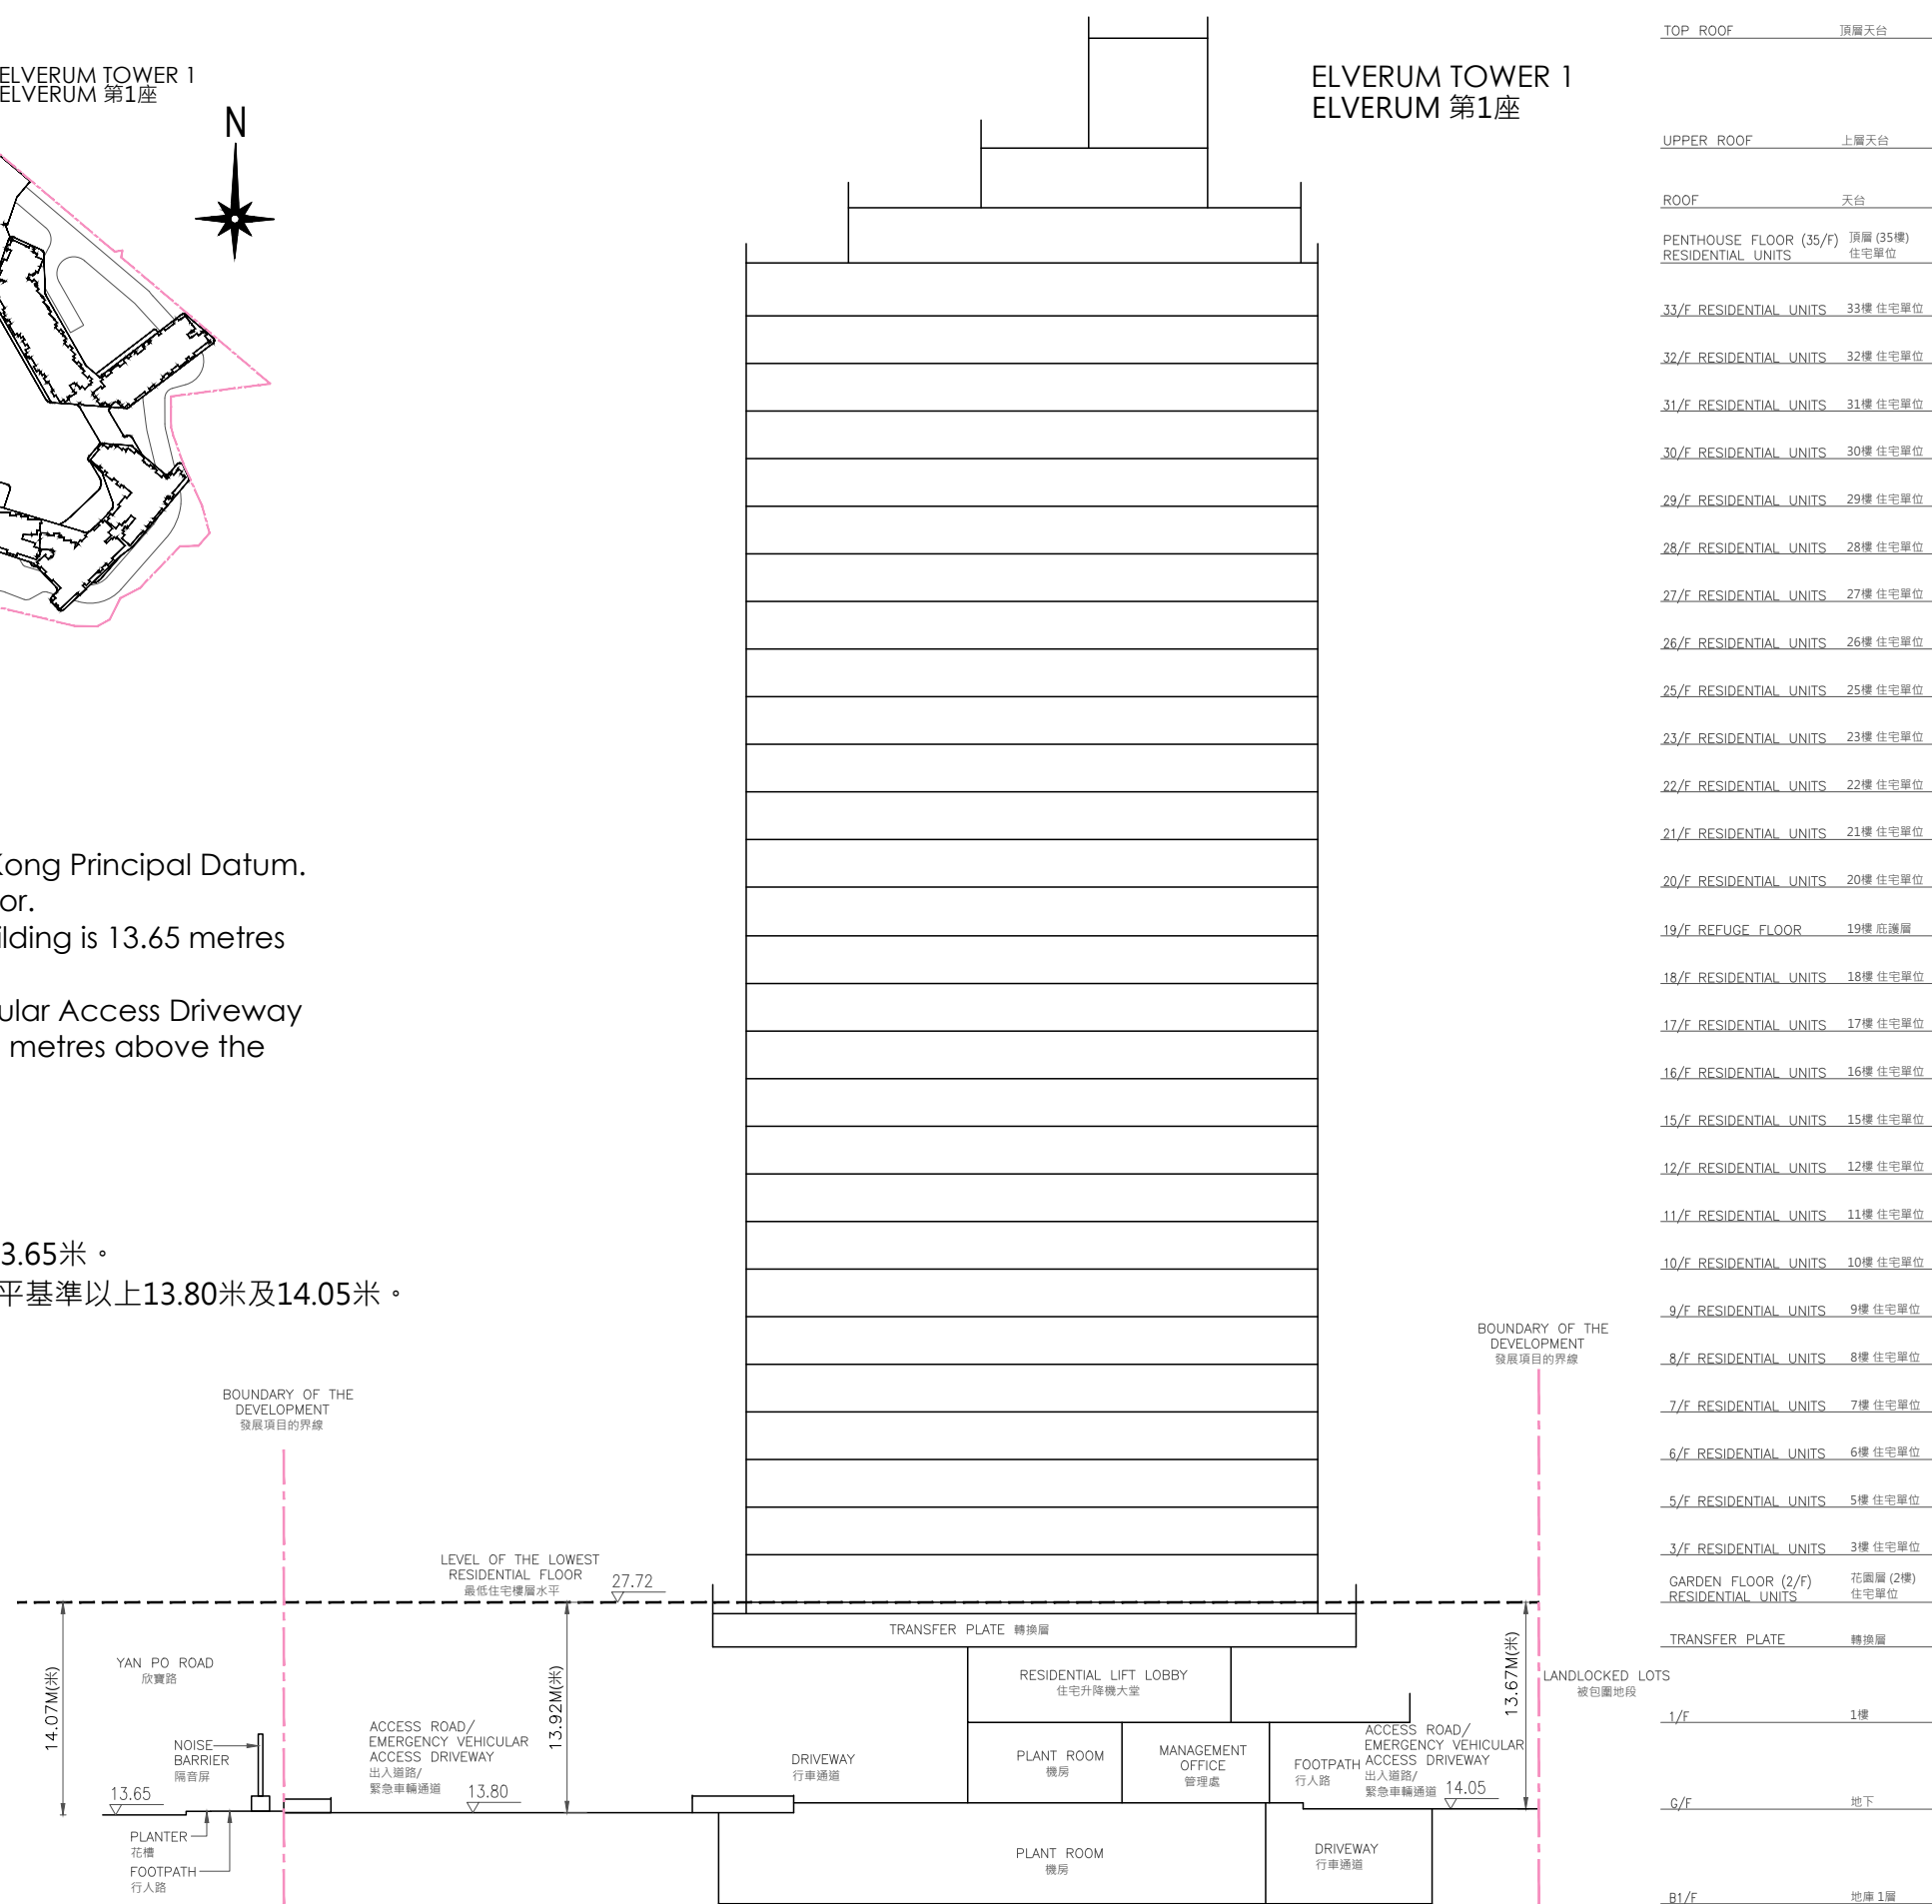 ELVERUM TOWER 1
ELVERUM 第1座
N
ELVERUM TOWER 1
ELVERUM 第1座
Kong Principal Datum.
or.
ilding is 13.65 metres
ular Access Driveway
metres above the
3.65米。
平基準以上13.80米及14.05米。
TOP ROOF 頂層天台
UPPER ROOF 上層天台
ROOF 天台
PENTHOUSE FLOOR (35/F) 頂層 (35樓)
RESIDENTIAL UNITS 住宅單位
33/F RESIDENTIAL UNITS 33樓 住宅單位
32/F RESIDENTIAL UNITS 32樓 住宅單位
31/F RESIDENTIAL UNITS 31樓 住宅單位
30/F RESIDENTIAL UNITS 30樓 住宅單位
29/F RESIDENTIAL UNITS 29樓 住宅單位
28/F RESIDENTIAL UNITS 28樓 住宅單位
27/F RESIDENTIAL UNITS 27樓 住宅單位
26/F RESIDENTIAL UNITS 26樓 住宅單位
25/F RESIDENTIAL UNITS 25樓 住宅單位
23/F RESIDENTIAL UNITS 23樓 住宅單位
22/F RESIDENTIAL UNITS 22樓 住宅單位
21/F RESIDENTIAL UNITS 21樓 住宅單位
20/F RESIDENTIAL UNITS 20樓 住宅單位
19/F REFUGE FLOOR 19樓 庇護層
18/F RESIDENTIAL UNITS 18樓 住宅單位
17/F RESIDENTIAL UNITS 17樓 住宅單位
16/F RESIDENTIAL UNITS 16樓 住宅單位
15/F RESIDENTIAL UNITS 15樓 住宅單位
12/F RESIDENTIAL UNITS 12樓 住宅單位
11/F RESIDENTIAL UNITS 11樓 住宅單位
10/F RESIDENTIAL UNITS 10樓 住宅單位
9/F RESIDENTIAL UNITS 9樓 住宅單位
8/F RESIDENTIAL UNITS 8樓 住宅單位
7/F RESIDENTIAL UNITS 7樓 住宅單位
6/F RESIDENTIAL UNITS 6樓 住宅單位
5/F RESIDENTIAL UNITS 5樓 住宅單位
3/F RESIDENTIAL UNITS 3樓 住宅單位
GARDEN FLOOR (2/F) 花園層 (2樓)
RESIDENTIAL UNITS 住宅單位
TRANSFER PLATE 轉換層
1/F 1樓
G/F 地下
B1/F 地庫 1層
BOUNDARY OF THE
DEVELOPMENT
發展項目的界線
BOUNDARY OF THE
DEVELOPMENT
發展項目的界線
LEVEL OF THE LOWEST
RESIDENTIAL FLOOR
最低住宅樓層水平
27.72
TRANSFER PLATE 轉換層
YAN PO ROAD
欣寶路
14.07M(米)
13.92M(米)
13.67M(米)
LANDLOCKED LOTS
被包圍地段
RESIDENTIAL LIFT LOBBY
住宅升降機大堂
NOISE
BARRIER
隔音屏
13.65
ACCESS ROAD/
EMERGENCY VEHICULAR
ACCESS DRIVEWAY
出入道路/
緊急車輛通道
13.80
DRIVEWAY
行車通道
PLANT ROOM
機房
MANAGEMENT
OFFICE
管理處
FOOTPATH
行人路
ACCESS ROAD/
EMERGENCY VEHICULAR
ACCESS DRIVEWAY
出入道路/
緊急車輛通道
14.05
PLANTER
花槽
FOOTPATH
行人路
PLANT ROOM
機房
DRIVEWAY
行車通道